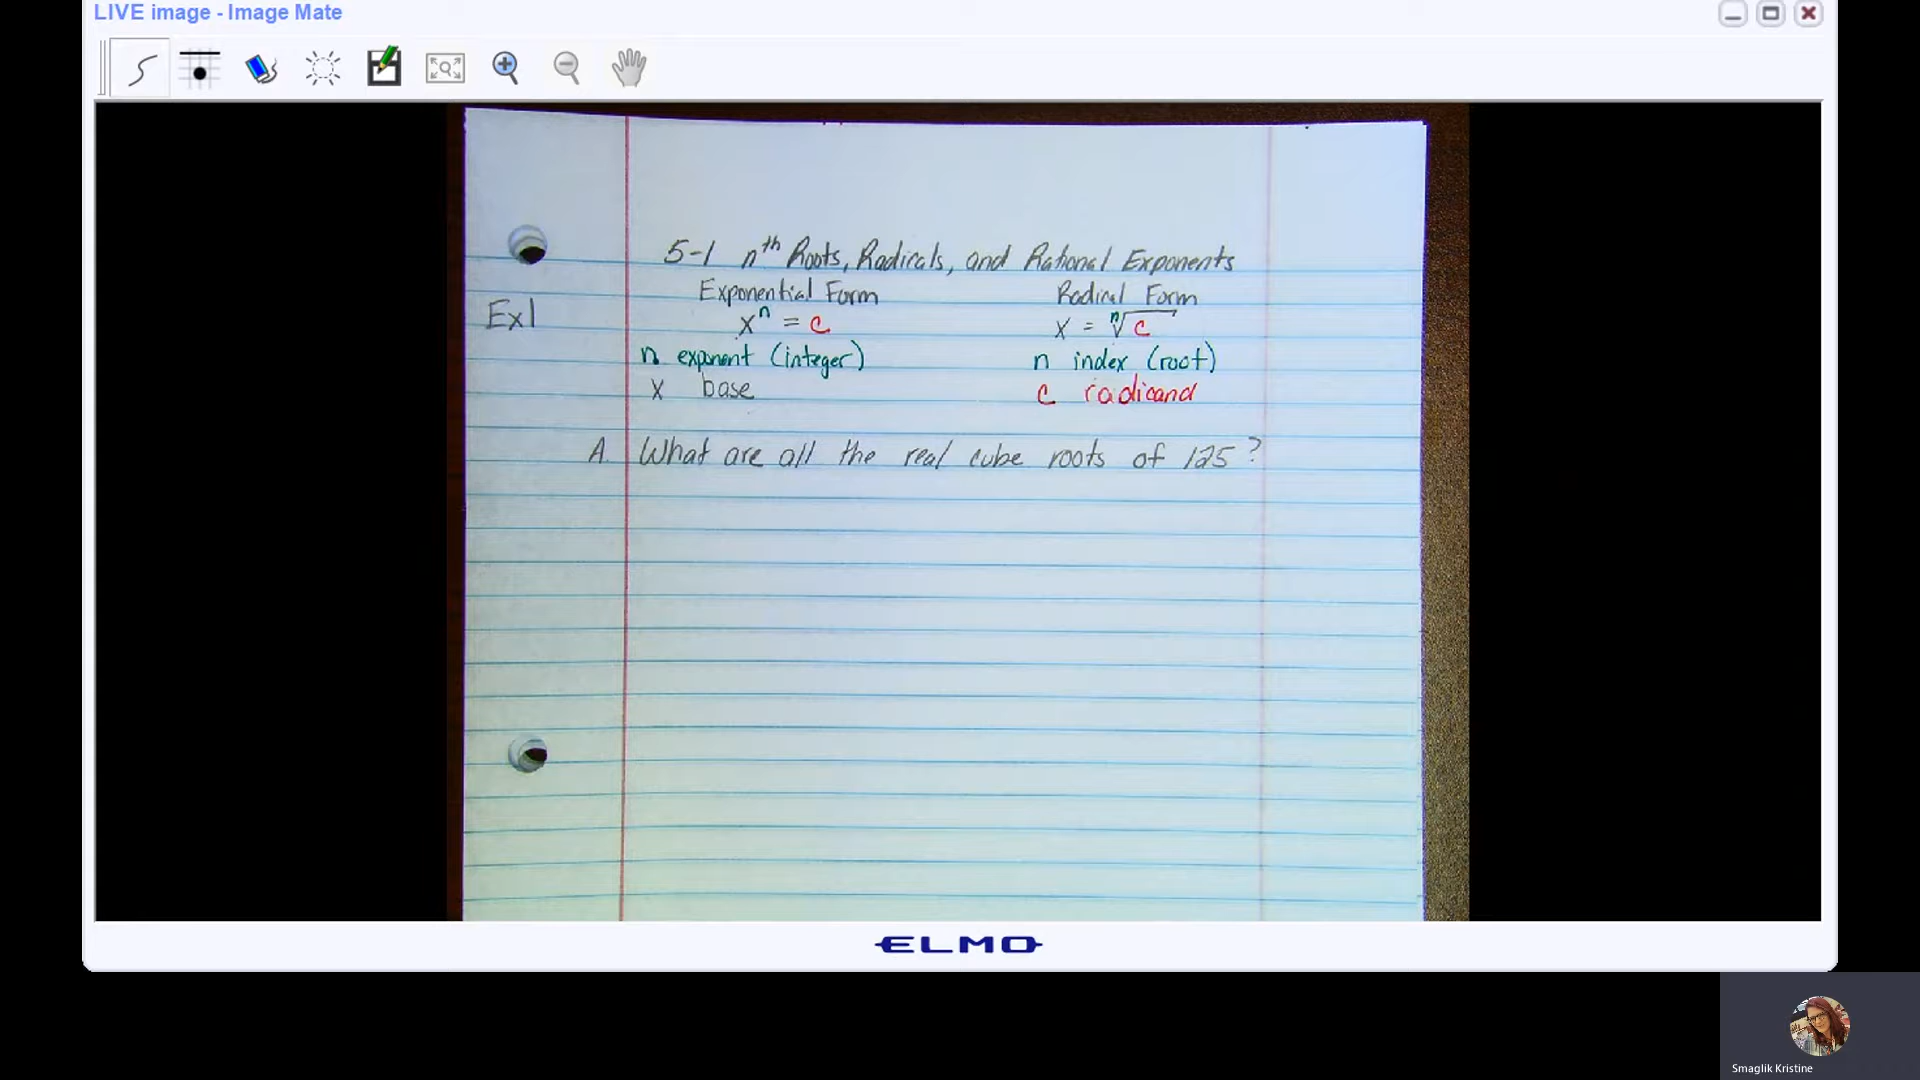 LIVE image - Image Mate
5-1 nth Roots, Radicals, and Rational Exponents
Exponential Form Radical Form
Ex1 xⁿ = c x = ⁿ√c
n exponent (integer) n index (root)
x base c radicand
A. What are all the real cube roots of 125?
ELMO
Smaglik Kristine